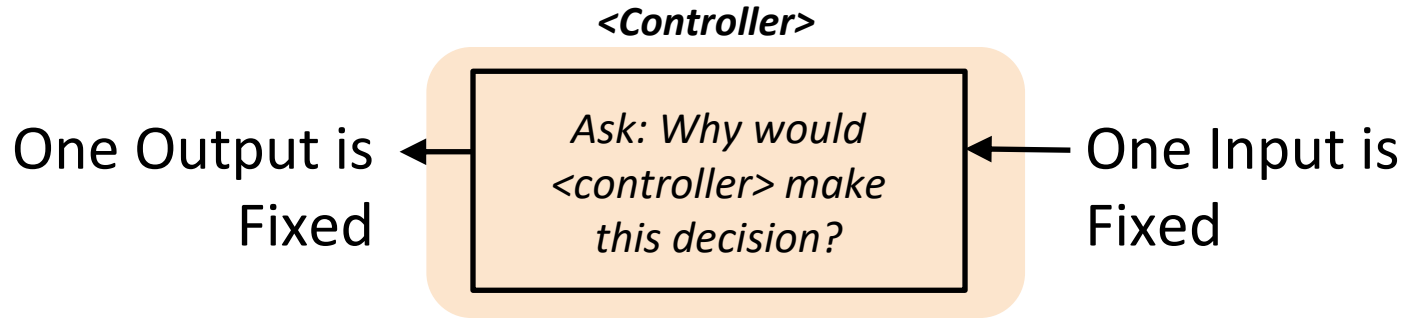 <Controller>
One Output is
Fixed
Ask: Why would
<controller> make
this decision?
One Input is
Fixed